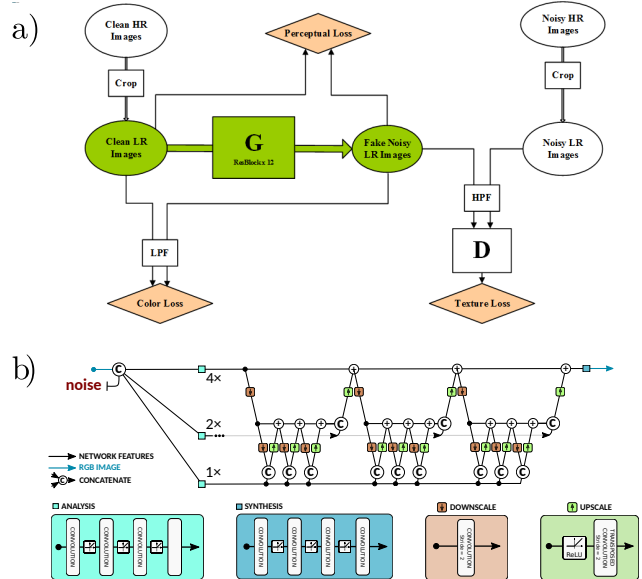 a)
Clean HR
Images
Crop
Clean LR
Images
Perceptual Loss
G
ResBlockx 12
Fake Noisy
LR Images
Noisy HR
Images
Crop
Noisy LR
Images
HPF
D
LPF
Color Loss
Texture Loss
b)
C
noise
4×
2×
1×
C C C C C C C C C C C C
NETWORK FEATURES
RGB IMAGE
C CONCATENATE
ANALYSIS
CONVOLUTION
CONVOLUTION
CONVOLUTION
SYNTHESIS
CONVOLUTION
CONVOLUTION
CONVOLUTION
CONVOLUTION
DOWNSCALE
CONVOLUTION
Stride=2
UPSCALE
ReLU
TRANSPOSED
CONVOLUTION
Stride=2